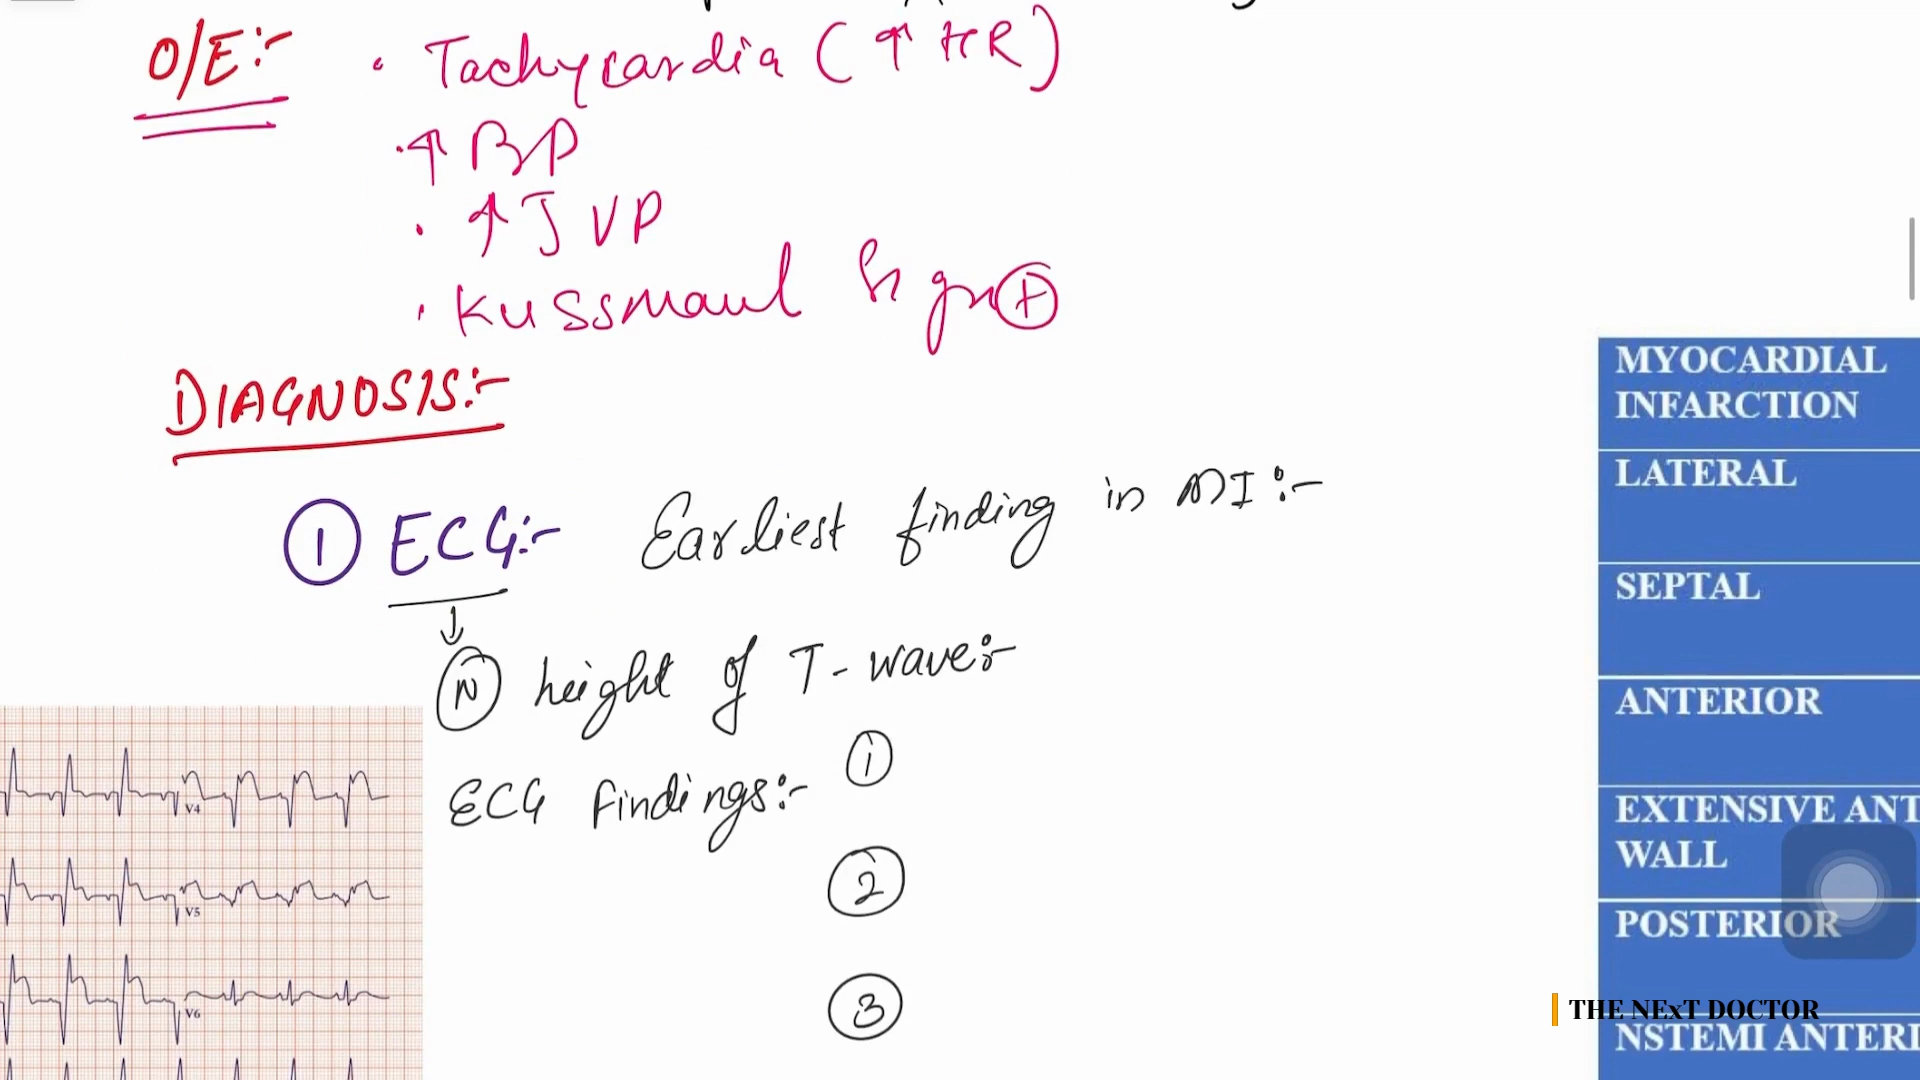 O/E:-
• Tachycardia (↑ HR)
• ↑ BP
• ↑ JVP
• Kussmaul Sign ⊕
DIAGNOSIS:-
① ECG:- Earliest finding in MI:-
↓
Ⓝ height of T-wave:-
ECG Findings:- ①
②
③
V4
V5
V6
MYOCARDIAL
INFARCTION
LATERAL
SEPTAL
ANTERIOR
EXTENSIVE ANT
WALL
POSTERIOR
THE NExT DOCTOR
NSTEMI ANTERI